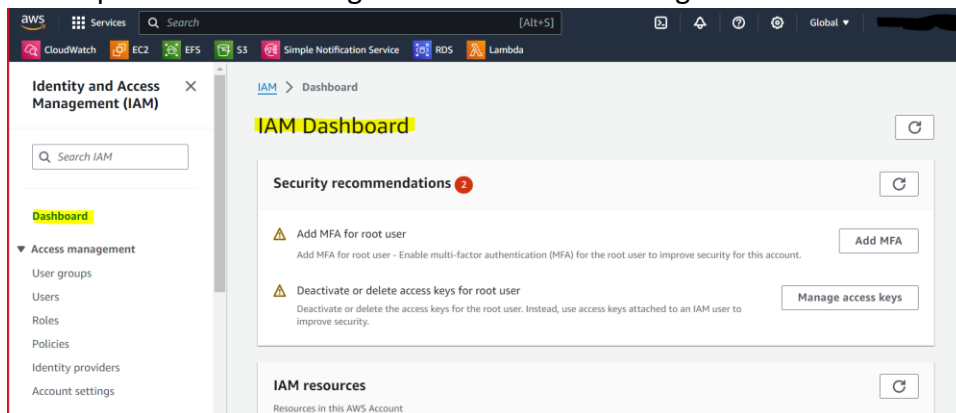 aws Services Search [Alt+S] Global
CloudWatch EC2 EFS S3 Simple Notification Service RDS Lambda
Identity and Access
Management (IAM)
Search IAM
Dashboard
Access management
User groups
Users
Roles
Policies
Identity providers
Account settings
IAM > Dashboard
IAM Dashboard
Security recommendations 2
Add MFA for root user
Add MFA for root user - Enable multi-factor authentication (MFA) for the root user to improve security for this account.
Add MFA
Deactivate or delete access keys for root user
Deactivate or delete the access keys for the root user. Instead, use access keys attached to an IAM user to
improve security.
Manage access keys
IAM resources
Resources in this AWS Account